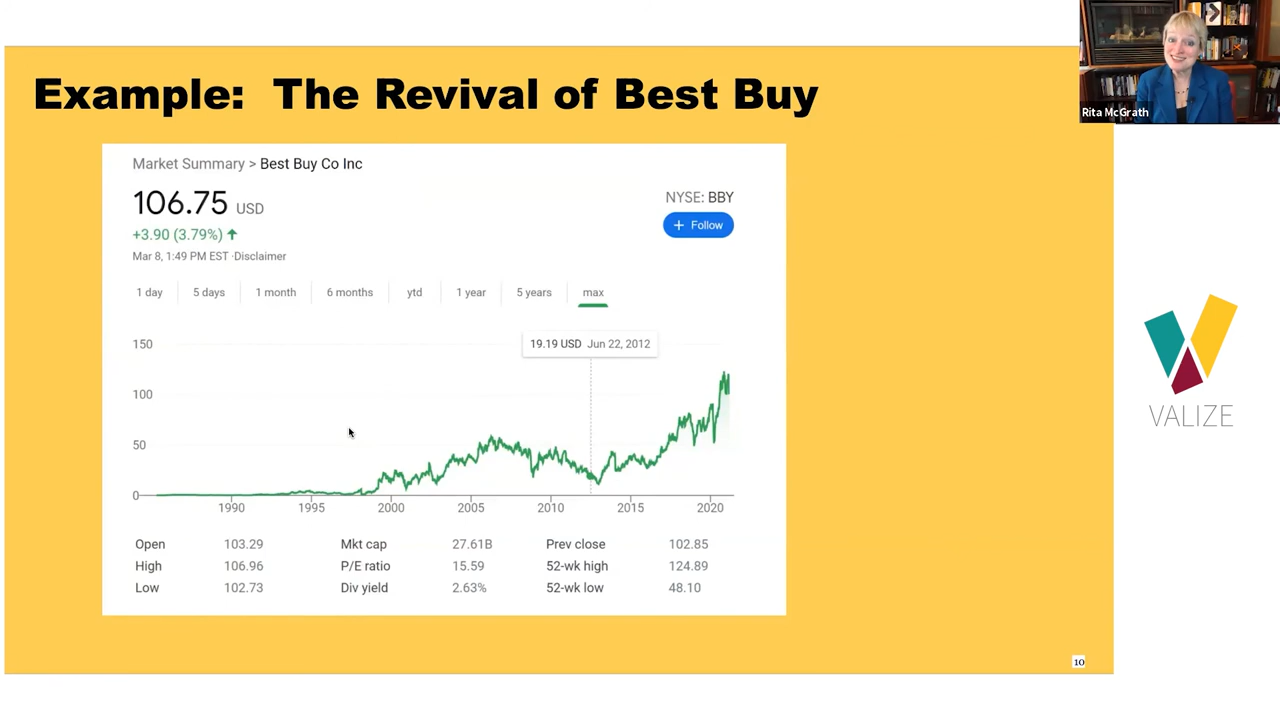 Rita McGrath
Example: The Revival of Best Buy
Market Summary > Best Buy Co Inc
106.75 USD
NYSE: BBY
+3.90 (3.79%)
+ Follow
Mar 8, 1:49 PM EST ·Disclaimer
1 day 5 days 1 month 6 months ytd 1 year 5 years max
19.19 USD Jun 22, 2012
150
100
50
0
1990 1995 2000 2005 2010 2015 2020
Open 103.29 Mkt cap 27.61B Prev close 102.85
High 106.96 P/E ratio 15.59 52-wk high 124.89
Low 102.73 Div yield 2.63% 52-wk low 48.10
VALIZE
10